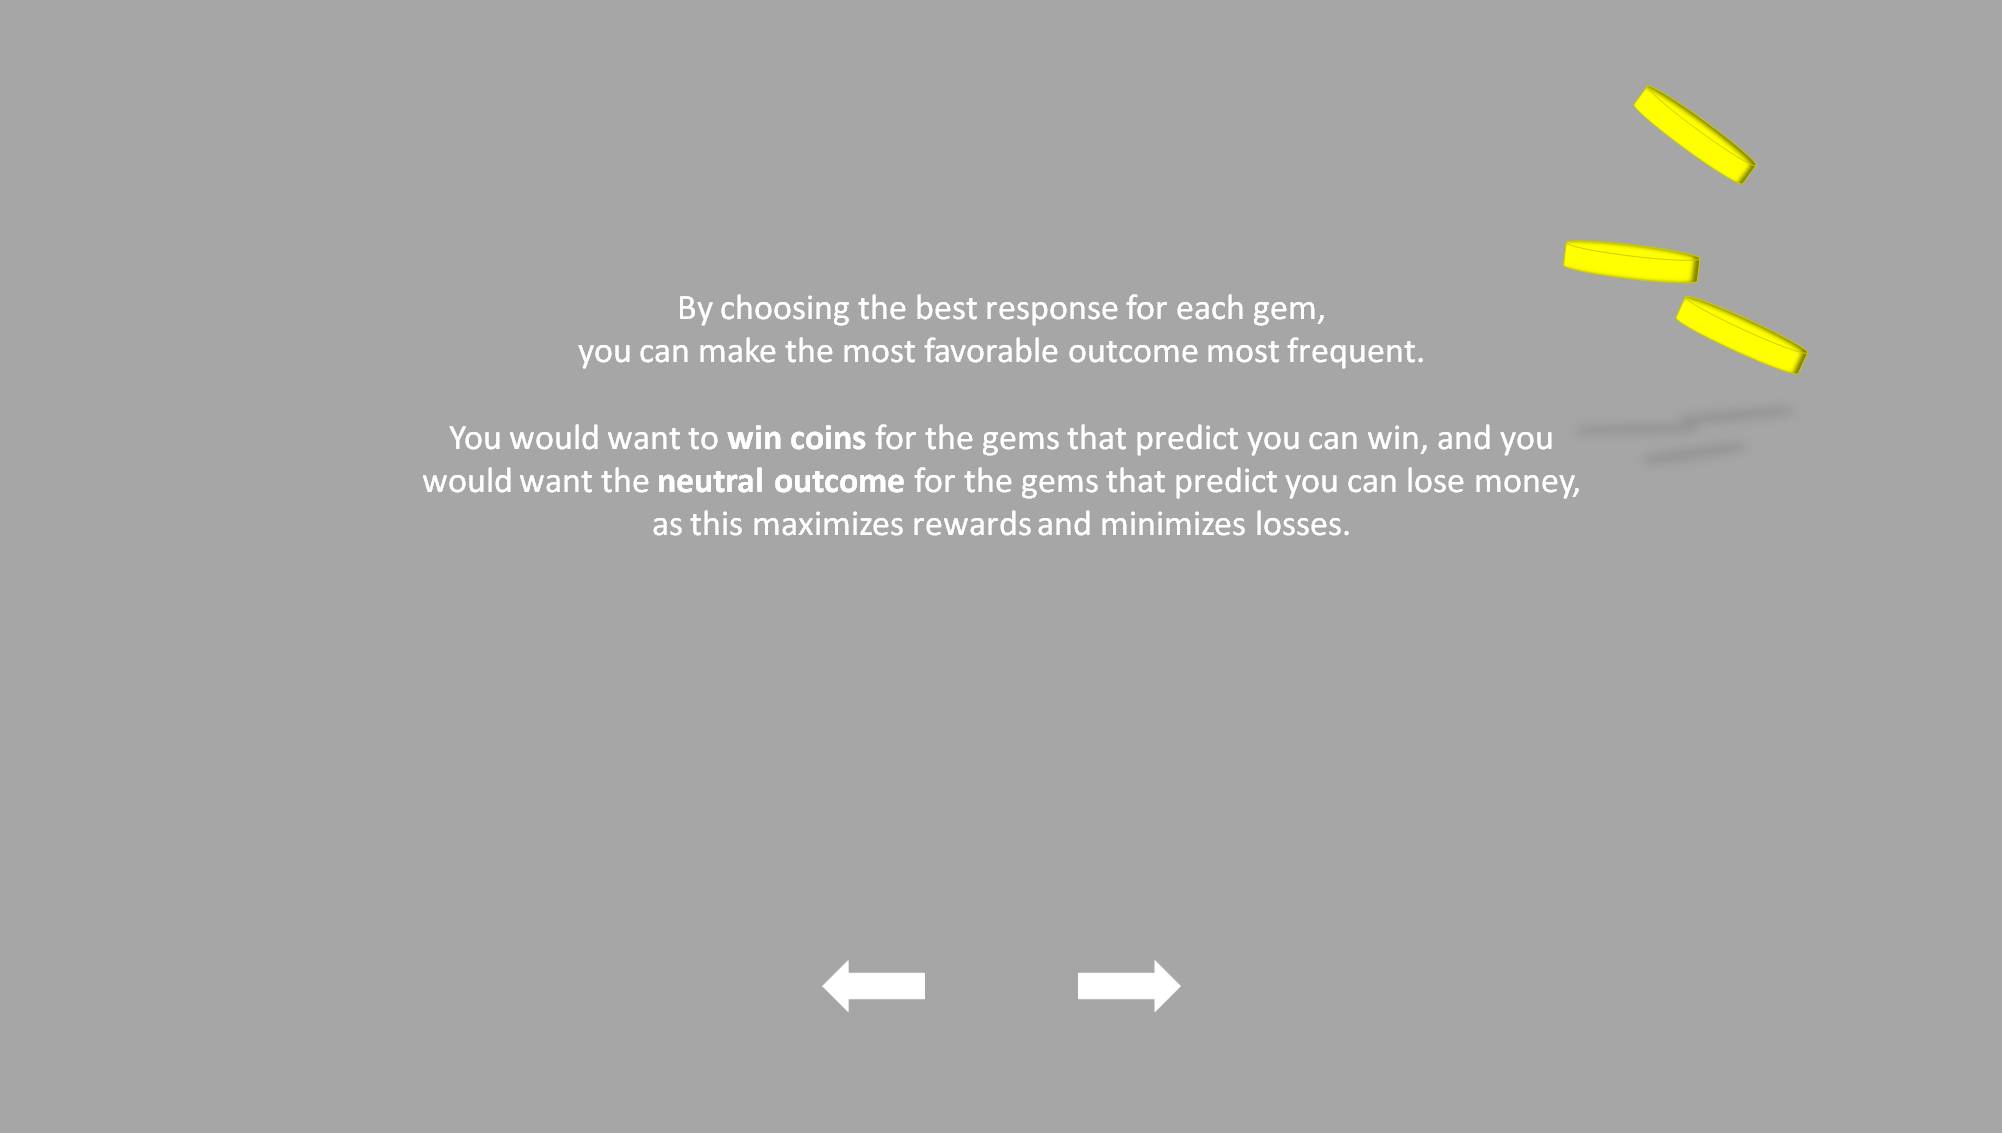 By choosing the best response for each gem,
you can make the most favorable outcome most frequent.
You would want to win coins for the gems that predict you can win, and you
would want the neutral outcome for the gems that predict you can lose money,
as this maximizes rewards and minimizes losses.